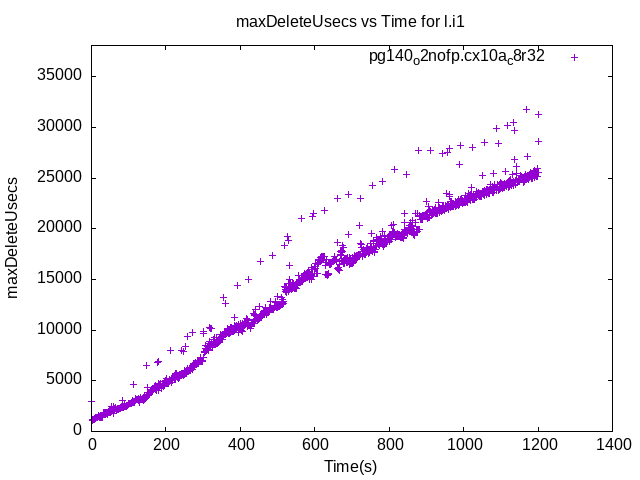 maxDeleteUsecs vs Time for l.i1
pg140o2nofp.cx10ac8r32
maxDeleteUsecs
35000
30000
25000
20000
15000
10000
5000
0
0 200 400 600 800 1000 1200 1400
Time(s)